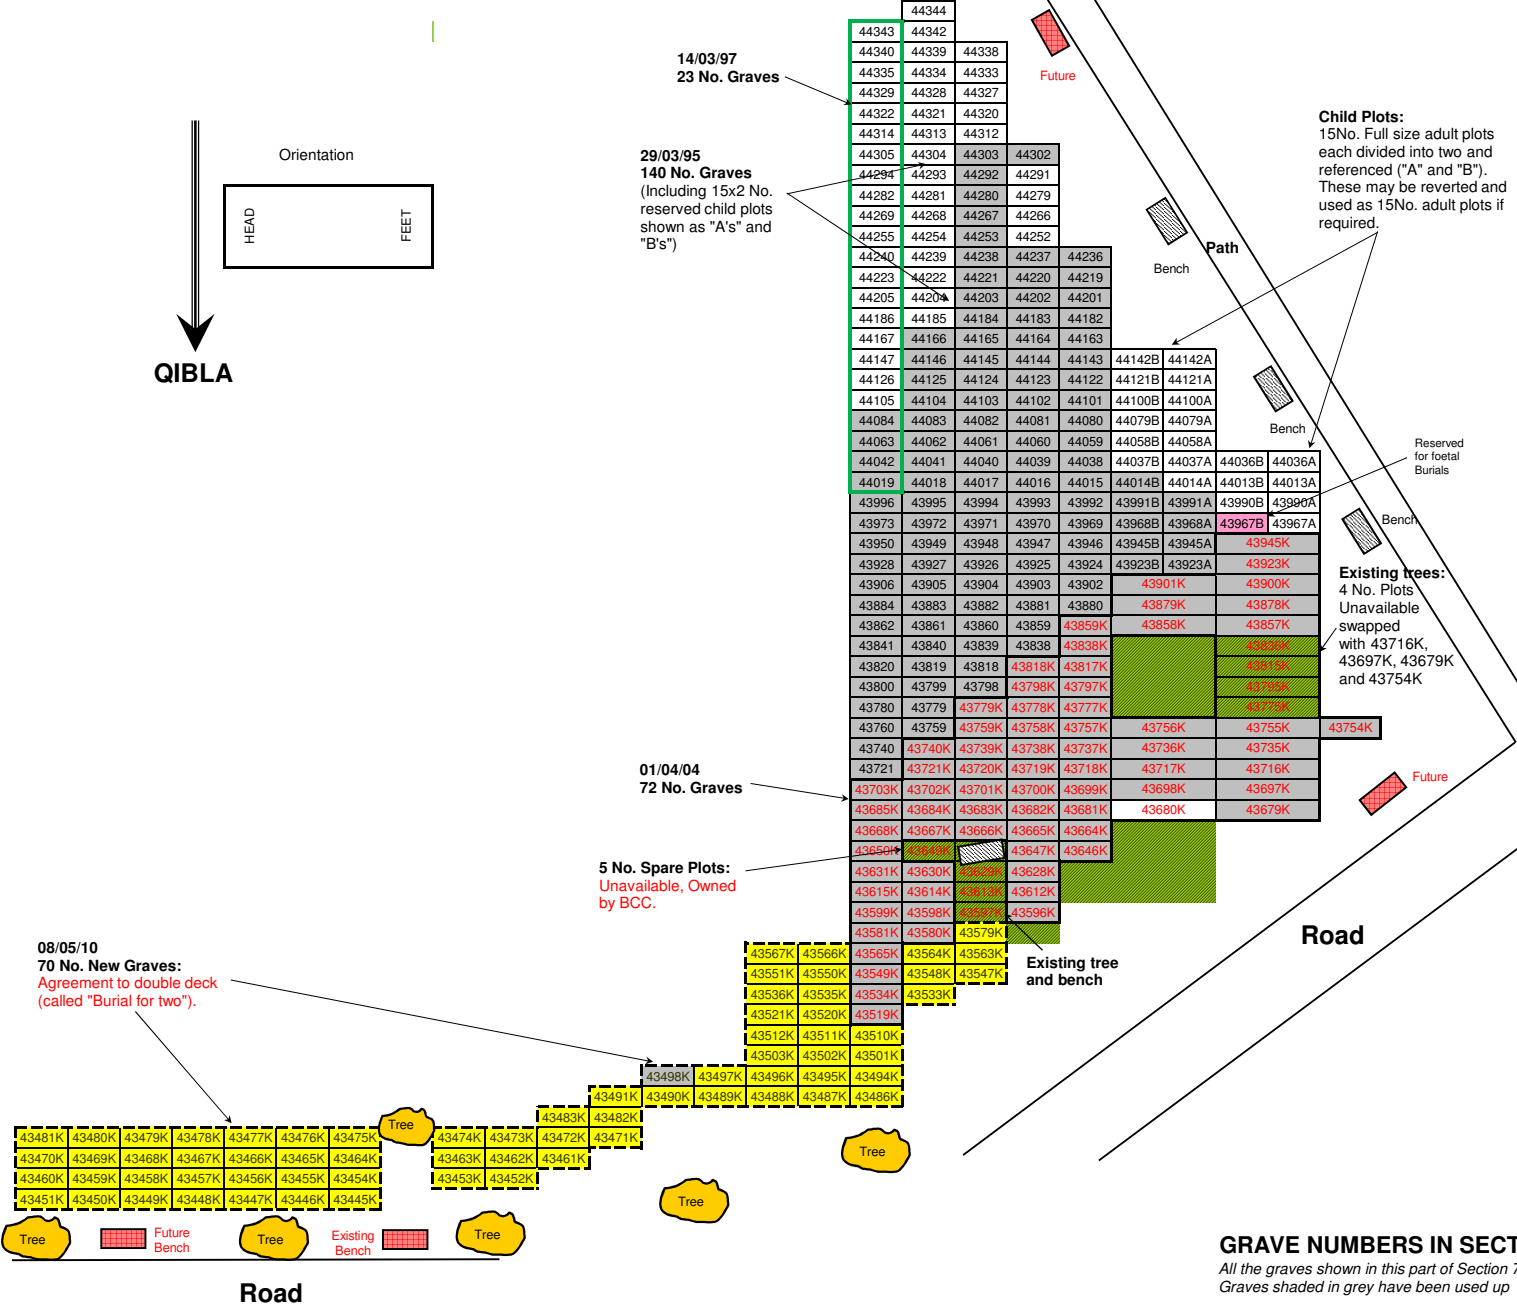 44344
44343 44342
44340 44339 44338
44335 44334 44333
44329 44328 44327
44322 44321 44320
44314 44313 44312
44305 44304 44303 44302
44294 44293 44292 44291
44282 44281 44280 44279
44269 44268 44267 44266
44255 44254 44253 44252
44240 44239 44238 44237 44236
44223 44222 44221 44220 44219
44205 44204 44203 44202 44201
44186 44185 44184 44183 44182
44167 44166 44165 44164 44163
44147 44146 44145 44144 44143 44142B 44142A
44126 44125 44124 44123 44122 44121B 44121A
44105 44104 44103 44102 44101 44100B 44100A
44084 44083 44082 44081 44080 44079B 44079A
44063 44062 44061 44060 44059 44058B 44058A
44042 44041 44040 44039 44038 44037B 44037A 44036B 44036A
44019 44018 44017 44016 44015 44014B 44014A 44013B 44013A
43996 43995 43994 43993 43992 43991B 43991A 43990B 43990A
43973 43972 43971 43970 43969 43968B 43968A 43967B 43967A
43950 43949 43948 43947 43946 43945B 43945A 43945K
43928 43927 43926 43925 43924 43923B 43923A 43923K
43906 43905 43904 43903 43902 43901K 43900K
43884 43883 43882 43881 43880 43879K 43878K
43862 43861 43860 43859 43859K 43858K 43857K
43841 43840 43839 43838 43838K 43836K
43820 43819 43818 43818K 43817K 43815K
43800 43799 43798 43798K 43797K 43795K
43780 43779 43779K 43778K 43777K 43775K
43760 43759 43759K 43758K 43757K 43756K 43755K 43754K
43740 43740K 43739K 43738K 43737K 43736K 43735K
43721 43721K 43720K 43719K 43718K 43717K 43716K
43703K 43702K 43701K 43700K 43699K 43698K 43697K
43685K 43684K 43683K 43682K 43681K 43680K 43679K
43668K 43667K 43666K 43665K 43664K
43650K 43649K 43647K 43646K
43631K 43630K 43629K 43628K
43615K 43614K 43613K 43612K
43599K 43598K 43597K 43596K
43581K 43580K 43579K
43567K 43566K 43565K 43564K 43563K
43551K 43550K 43549K 43548K 43547K
43536K 43535K 43534K 43533K
43521K 43520K 43519K
43512K 43511K 43510K
43503K 43502K 43501K
43498K 43497K 43496K 43495K 43494K
43491K 43490K 43489K 43488K 43487K 43486K
43483K 43482K
43481K 43480K 43479K 43478K 43477K 43476K 43475K 43474K 43473K 43472K 43471K
43470K 43469K 43468K 43467K 43466K 43465K 43464K 43463K 43462K 43461K
43460K 43459K 43458K 43457K 43456K 43455K 43454K 43453K 43452K
43451K 43450K 43449K 43448K 43447K 43446K 43445K
Orientation
HEAD
FEET
QIBLA
14/03/97
23 No. Graves
29/03/95
140 No. Graves
(Including 15x2 No.
reserved child plots
shown as "A's" and
"B's")
Future
Child Plots:
15No. Full size adult plots
each divided into two and
referenced ("A" and "B").
These may be reverted and
used as 15No. adult plots if
required.
Path
Bench
Bench
Reserved
for foetal
Burials
Bench
Existing trees:
4 No. Plots
Unavailable
swapped
with 43716K,
43697K, 43679K
and 43754K
Future
01/04/04
72 No. Graves
5 No. Spare Plots:
Unavailable, Owned
by BCC.
Road
Existing tree
and bench
08/05/10
70 No. New Graves:
Agreement to double deck
(called "Burial for two").
Tree
Tree
Tree
Tree
Tree
Tree
Future
Bench
Existing
Bench
Road
GRAVE NUMBERS IN SECT
All the graves shown in this part of Section 7
Graves shaded in grey have been used up